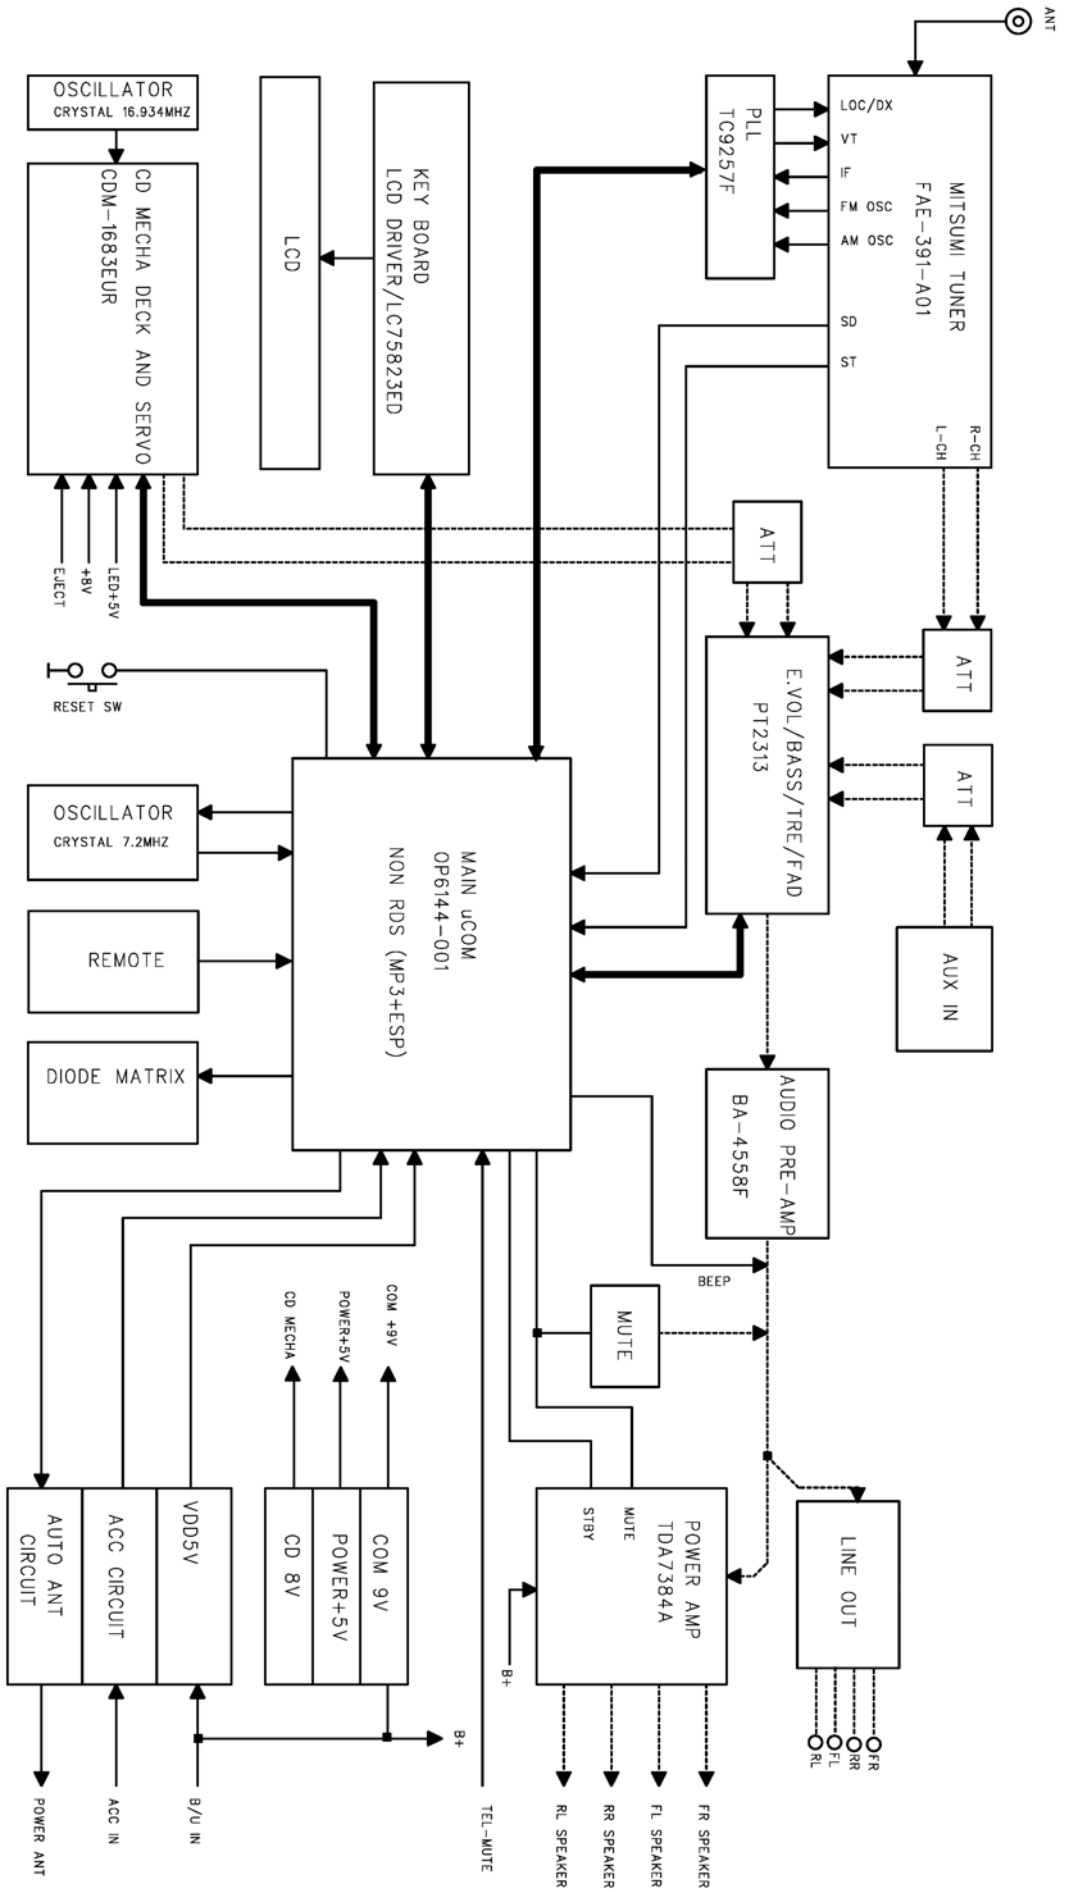 ANT
OSCILLATOR
CRYSTAL 16.934MHZ
CD MECHA DECK AND SERVO
CDM-1683EUR
LCD
KEY BOARD
LCD DRIVER/LC75823ED
PLL
TC9257F
LOC/DX
VT
IF
FM OSC
AM OSC
SD
ST
MITSUMI TUNER
FAE-391-A01
R-CH
L-CH
EJECT
+8V
LED+5V
ATT
ATT
ATT
RESET SW
E.VOL/BASS/TRE/FAD
PT2313
AUX IN
OSCILLATOR
CRYSTAL 7.2MHZ
REMOTE
DIODE MATRIX
MAIN uCOM
OP6144-001
NON RDS (MP3+ESP)
AUDIO PRE-AMP
BA-4558F
BEEP
MUTE
CD MECHA
POWER+5V
COM +9V
AUTO ANT
CIRCUIT
ACC CIRCUIT
VDD5V
CD 8V
POWER+5V
COM 9V
STBY
MUTE
POWER AMP
TDA7384A
LINE OUT
B+
B+
RL
FL
RR
FR
POWER ANT
ACC IN
B/U IN
TEL-MUTE
RL SPEAKER
RR SPEAKER
FL SPEAKER
FR SPEAKER